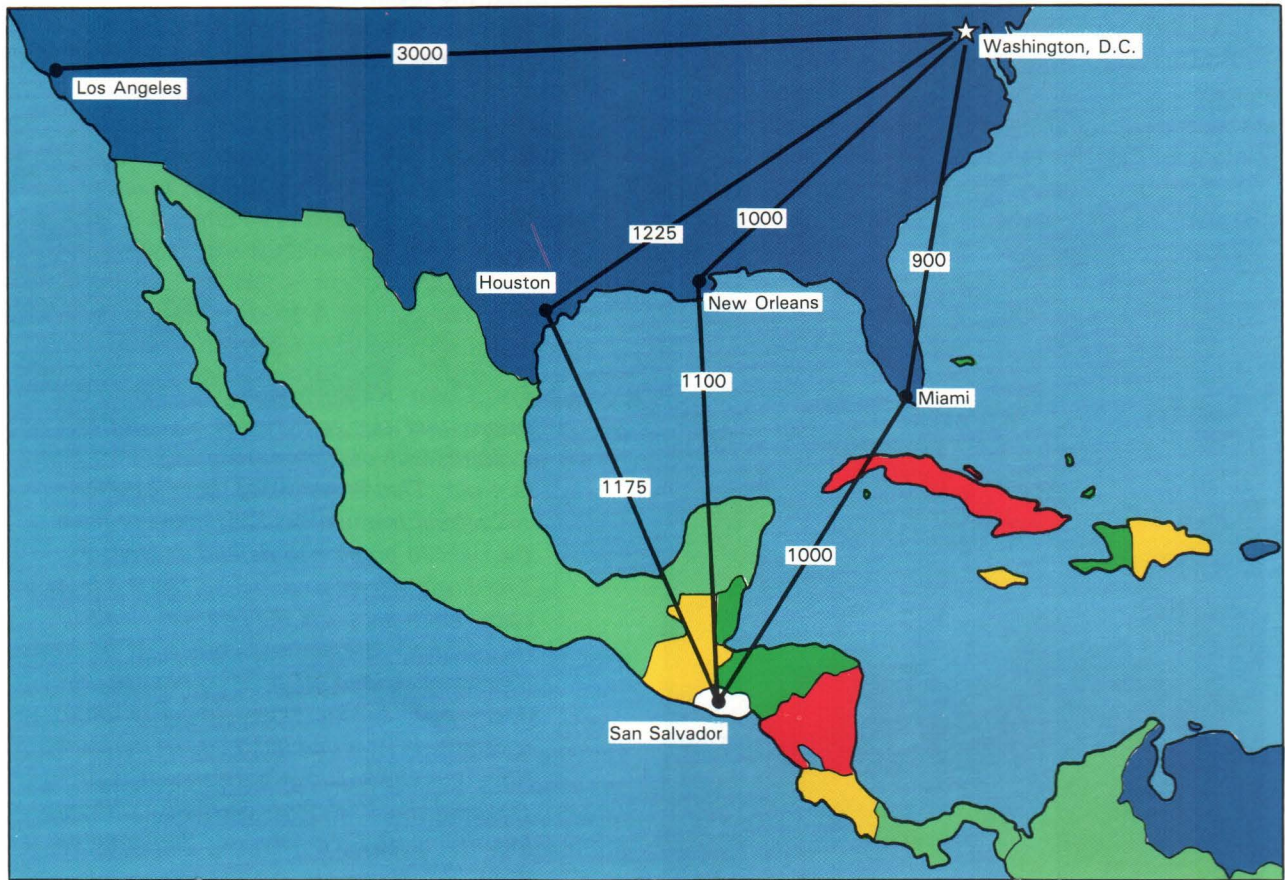 Washington, D.C.
3000
Los Angeles
1000
1225
900
Houston
New Orleans
1100
Miami
1175
1000
San Salvador